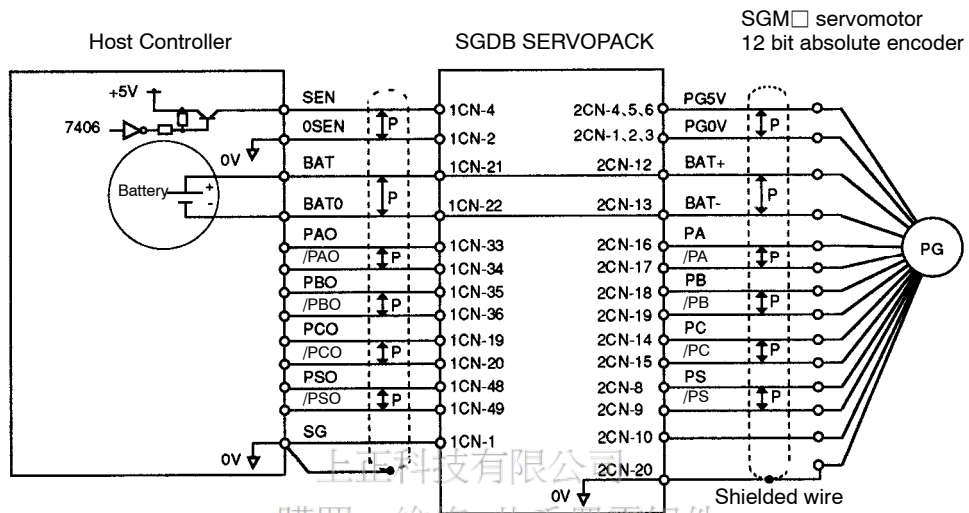 SGM□ servomotor
Host Controller
SGDB SERVOPACK
12 bit absolute encoder
+5V
SEN
1CN-4
2CN-4、5、6
PG5V
P
P
7406
0SEN
1CN-2
2CN-1、2、3
PG0V
0V
BAT
1CN-21
2CN-12
BAT+
Battery
+
-
P
P
BAT0
1CN-22
2CN-13
BAT-
PAO
1CN-33
2CN-16
PA
/PAO
P
/PA
P
1CN-34
2CN-17
PG
PBO
1CN-35
2CN-18
PB
/PBO
P
/PB
P
1CN-36
2CN-19
PCO
1CN-19
2CN-14
PC
/PCO
P
/PC
P
1CN-20
2CN-15
PSO
1CN-48
2CN-8
PS
/PSO
P
/PS
P
1CN-49
2CN-9
SG
1CN-1
2CN-10
0V
上正科技有限公司
2CN-20
0V
Shielded wire